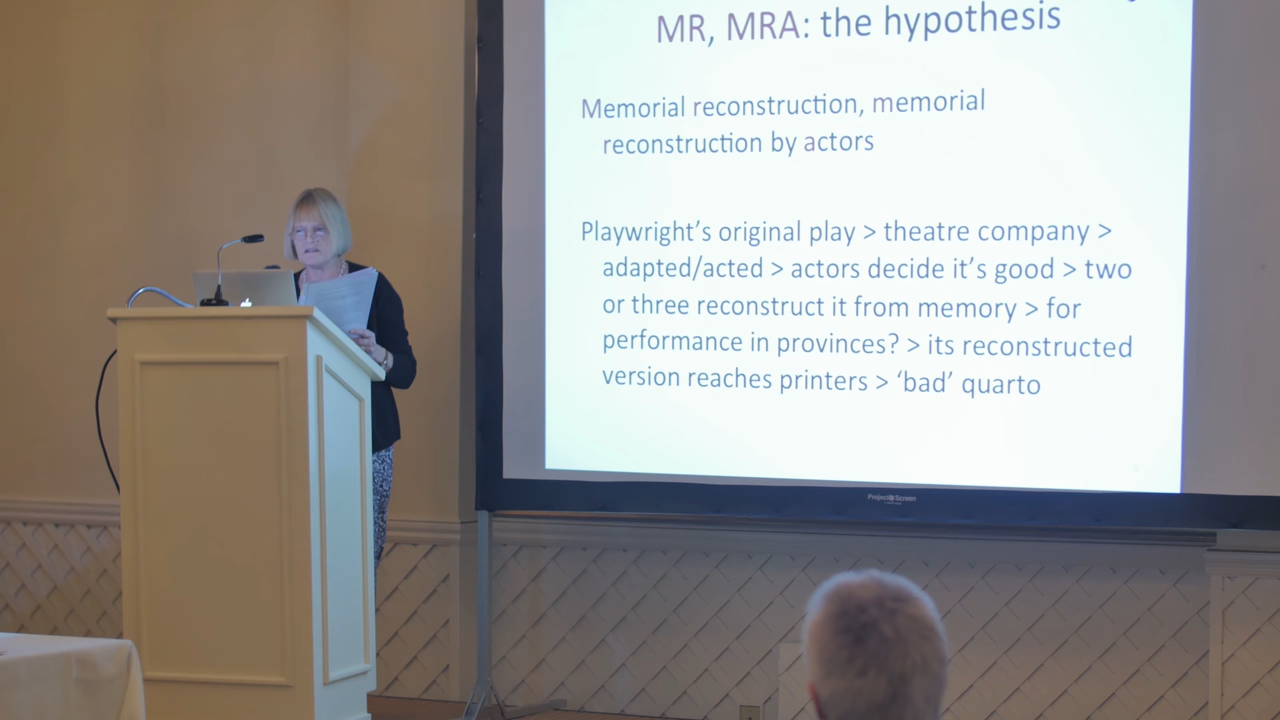 MR, MRA: the hypothesis
Memorial reconstruction, memorial
reconstruction by actors
Playwright's original play > theatre company >
adapted/acted > actors decide it's good > two
or three reconstruct it from memory > for
performance in provinces? > its reconstructed
version reaches printers > 'bad' quarto
Project Screen